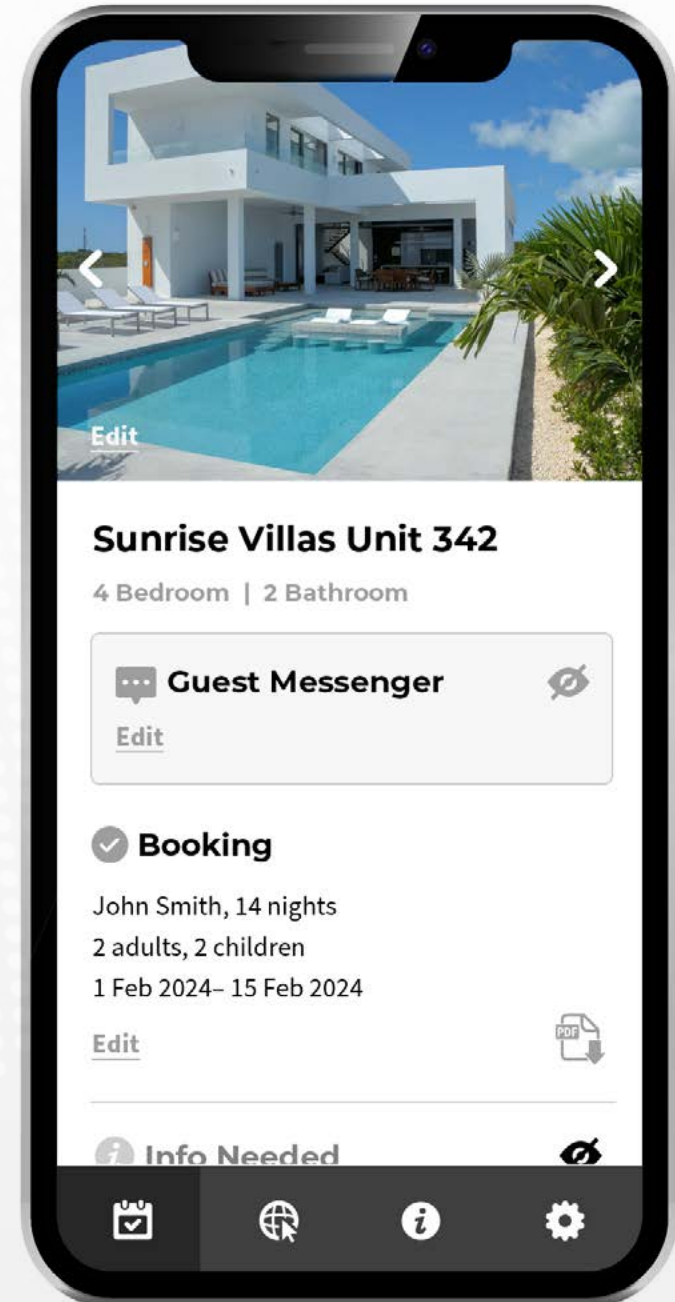 Edit
Sunrise Villas Unit 342
4 Bedroom | 2 Bathroom
Guest Messenger
Edit
Booking
John Smith, 14 nights
2 adults, 2 children
1 Feb 2024– 15 Feb 2024
Edit
PDF
Info Needed